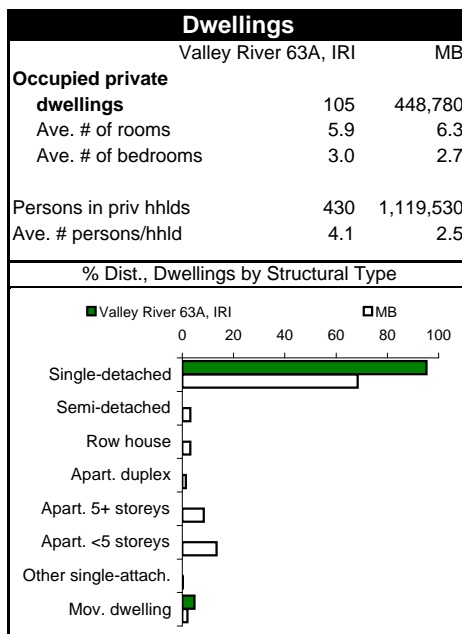 Dwellings
Valley River 63A, IRI MB
Occupied private
dwellings 105 448,780
Ave. # of rooms 5.9 6.3
Ave. # of bedrooms 3.0 2.7
Persons in priv hhlds 430 1,119,530
Ave. # persons/hhld 4.1 2.5
% Dist., Dwellings by Structural Type
Valley River 63A, IRI MB
0 20 40 60 80 100
Single-detached
Semi-detached
Row house
Apart. duplex
Apart. 5+ storeys
Apart. <5 storeys
Other single-attach.
Mov. dwelling